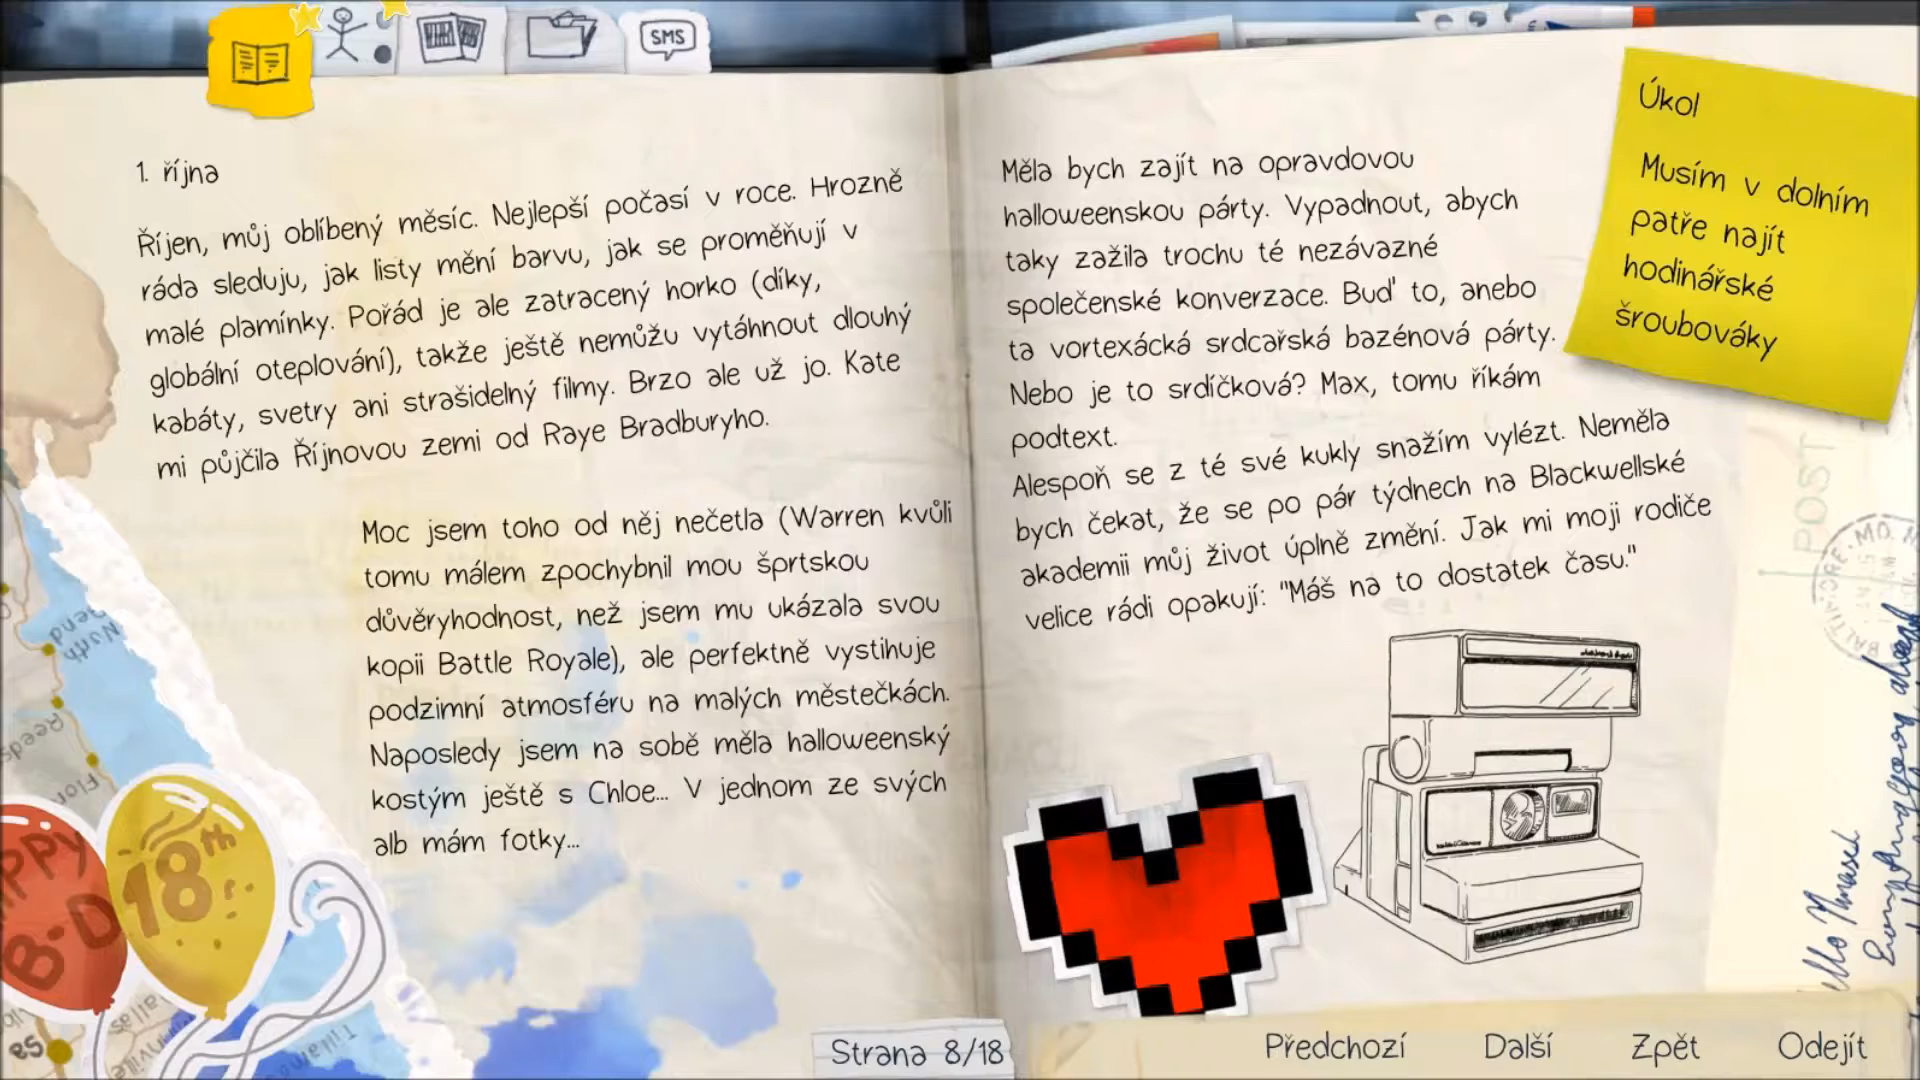 SMS
1. října
Říjen, můj oblíbený měsíc. Nejlepší počasí v roce. Hrozně
ráda sleduju, jak listy mění barvu, jak se proměňují v
malé plamínky. Pořád je ale zatracený horko (díky,
globální oteplování), takže ještě nemůžu vytáhnout dlouhý
kabáty, svetry ani strašidelný filmy. Brzo ale už jo. Kate
mi půjčila Říjnovou zemi od Raye Bradburyho.
Moc jsem toho od něj nečetla (Warren kvůli
tomu málem zpochybnil mou šprtskou
důvěryhodnost, než jsem mu ukázala svou
kopii Battle Royale), ale perfektně vystihuje
podzimní atmosféru na malých městečkách.
Naposledy jsem na sobě měla halloweenský
kostým ještě s Chloe... V jednom ze svých
alb mám fotky...
Měla bych zajít na opravdovou
halloweenskou párty. Vypadnout, abych
taky zažila trochu té nezávazné
společenské konverzace. Buď to, anebo
ta vortexácká srdcařská bazénová párty.
Nebo je to srdíčková? Max, tomu říkám
podtext.
Alespoň se z té své kukly snažím vylézt. Neměla
bych čekat, že se po pár týdnech na Blackwellské
akademii můj život úplně změní. Jak mi moji rodiče
velice rádi opakují: "Máš na to dostatek času."
Úkol
Musím v dolním
patře najít
hodinářské
šroubováky
POST
North
Bend
PPY
B-D
18th
Strana 8/18
Předchozí
Další
Zpět
Odejít